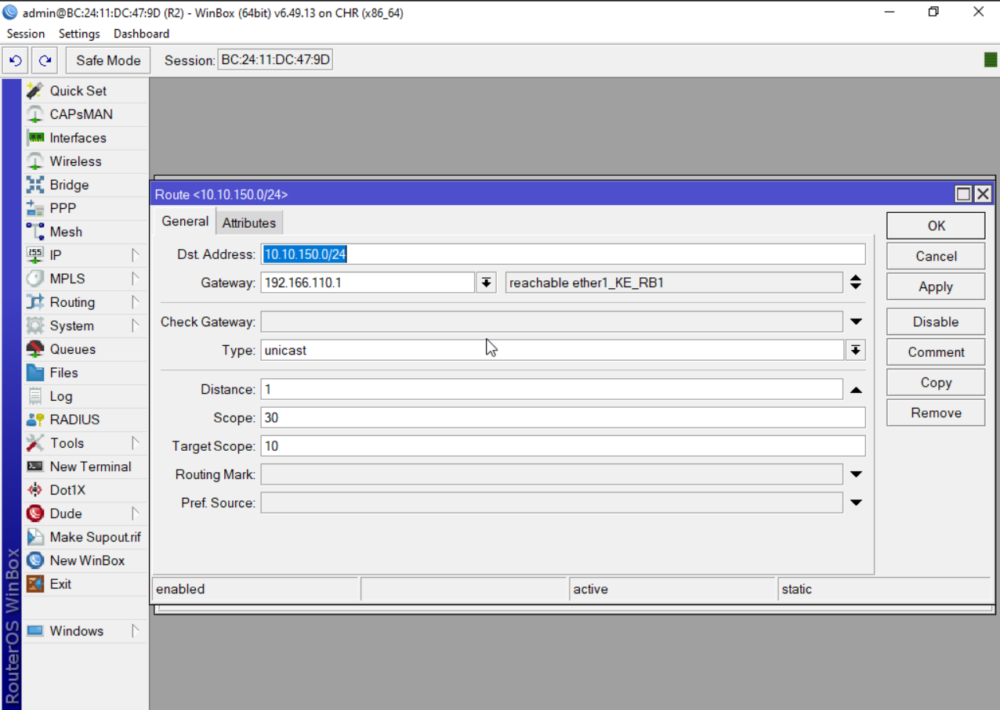 admin@BC:24:11:DC:47:9D (R2) - WinBox (64bit) v6.49.13 on CHR (x86_64)
Session Settings Dashboard
Safe Mode Session: BC:24:11:DC:47:9D
Quick Set
CAPsMAN
Interfaces
Wireless
Bridge
PPP
Mesh
255 IP
MPLS
Routing
System
Queues
Files
Log
RADIUS
Tools
New Terminal
Dot1X
Dude
Make Supout.rif
New WinBox
Exit
Windows
RouterOS WinBox
Route <10.10.150.0/24>
General Attributes
Dst. Address: 10.10.150.0/24
Gateway: 192.166.110.1 reachable ether1_KE_RB1
Check Gateway:
Type: unicast
Distance: 1
Scope: 30
Target Scope: 10
Routing Mark:
Pref. Source:
OK
Cancel
Apply
Disable
Comment
Copy
Remove
enabled active static